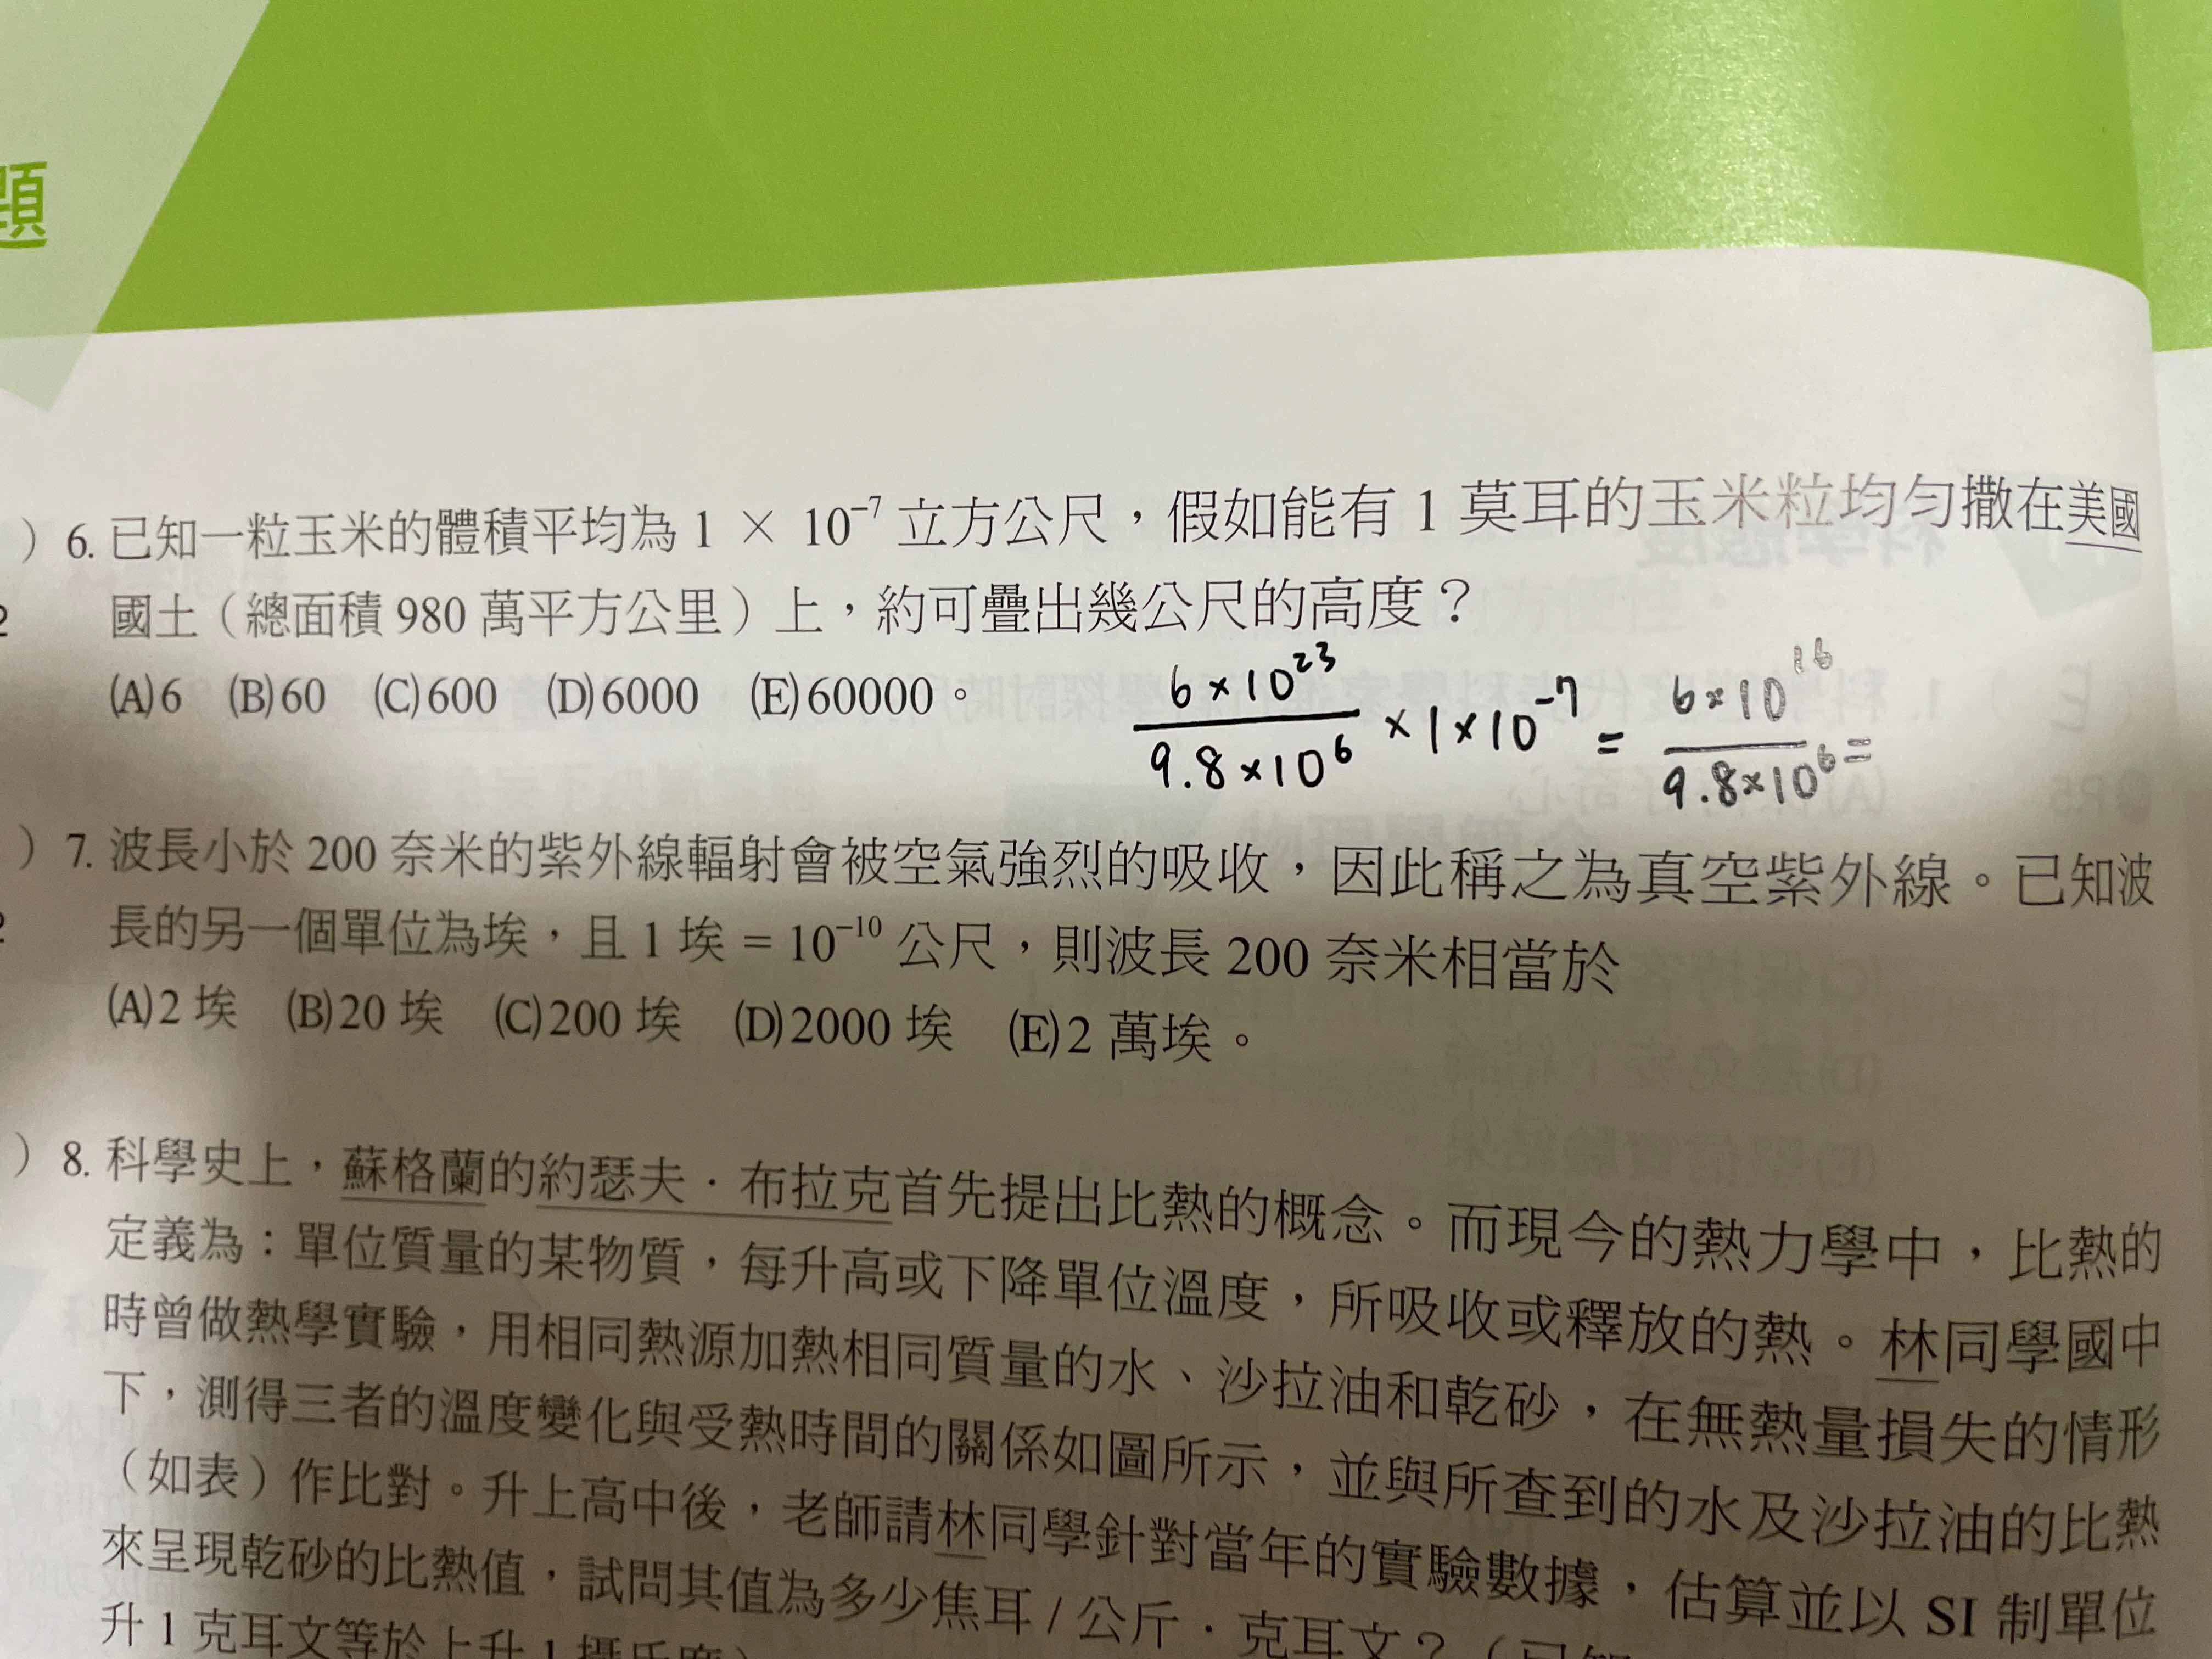 題
) 6. 已知一粒玉米的體積平均為 1 × 10⁻⁷ 立方公尺，假如能有 1 莫耳的玉米粒均勻撒在美國
國土（總面積 980 萬平方公里）上，約可疊出幾公尺的高度？
(A)6 (B)60 (C)600 (D)6000 (E)60000。
6×10²³ / 9.8×10⁶ ×1×10⁻⁷ = 6×10¹⁶ / 9.8×10⁶ =
) 7. 波長小於 200 奈米的紫外線輻射會被空氣強烈的吸收，因此稱之為真空紫外線。已知波
長的另一個單位為埃，且 1 埃 = 10⁻¹⁰ 公尺，則波長 200 奈米相當於
(A)2 埃 (B)20 埃 (C)200 埃 (D)2000 埃 (E)2 萬埃。
) 8. 科學史上，蘇格蘭的約瑟夫．布拉克首先提出比熱的概念。而現今的熱力學中，比熱的
定義為：單位質量的某物質，每升高或下降單位溫度，所吸收或釋放的熱。林同學國中
時曾做熱學實驗，用相同熱源加熱相同質量的水、沙拉油和乾砂，在無熱量損失的情形
下，測得三者的溫度變化與受熱時間的關係如圖所示，並與所查到的水及沙拉油的比熱
（如表）作比對。升上高中後，老師請林同學針對當年的實驗數據，估算並以 SI 制單位
來呈現乾砂的比熱值，試問其值為多少焦耳 / 公斤．克耳文？（已知
升 1 克耳文等於上升 1 攝氏度）